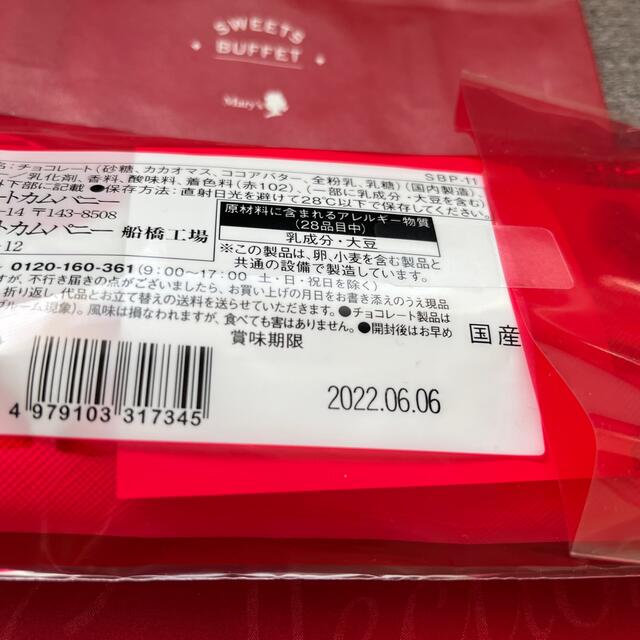 SWEETS
BUFFET
Mary's
SBP-11
名:チョコレート(砂糖、カカオマス、ココアバター、全粉乳、乳糖)(国内製造)
/乳化剤、香料、酸味料、着色料(赤102)、(一部に乳成分・大豆を含む)
下部に記載 ●保存方法:直射日光を避けて28℃以下で保存してください。
ートカムパニー
-14 〒143-8508
トカムパニー 船橋工場
-12
原材料に含まれるアレルギー物質
(28品目中)
乳成分・大豆
※この製品は、卵、小麦を含む製品と
共通の設備で製造しています。
0120-160-361(9:00〜17:00 土・日・祝日を除く)
すが、不行き届きの点がございましたら、お買い上げの月日をお書き添えのうえ現品
折り返し、代品とお立て替えの送料を送らせていただきます。●チョコレート製品は
ブルーム現象)。風味は損なわれますが、食べても害はありません。●開封後はお早め
国産
賞味期限
2022.06.06
4 979103 317345